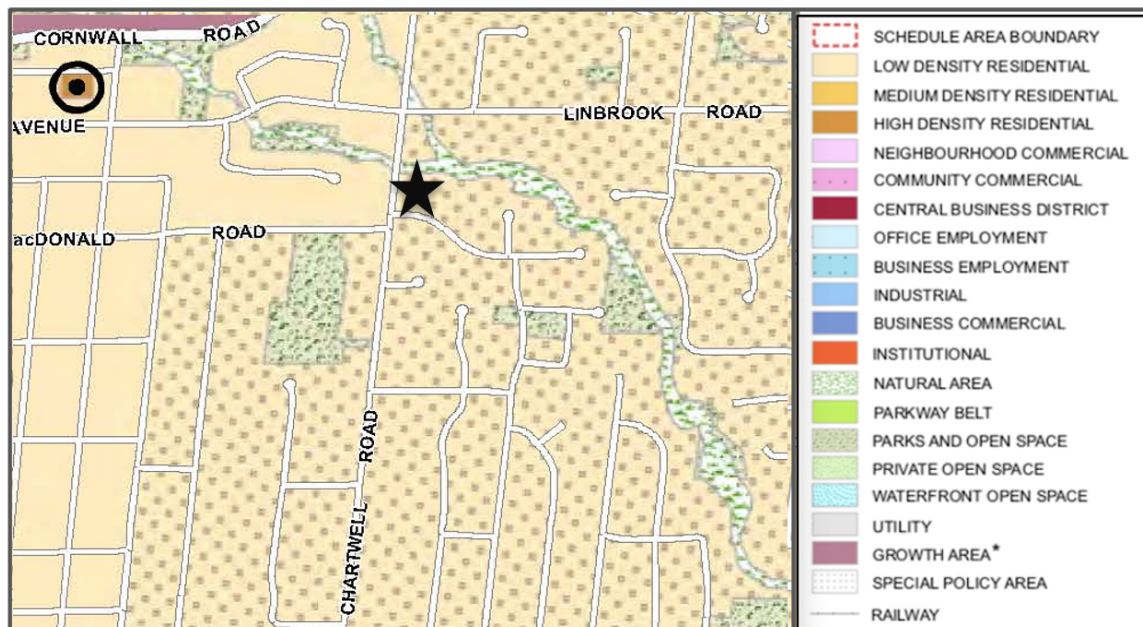 CORNWALL ROAD
AVENUE
LINBROOK ROAD
acDONALD ROAD
CHARTWELL ROAD
SCHEDULE AREA BOUNDARY
LOW DENSITY RESIDENTIAL
MEDIUM DENSITY RESIDENTIAL
HIGH DENSITY RESIDENTIAL
NEIGHBOURHOOD COMMERCIAL
COMMUNITY COMMERCIAL
CENTRAL BUSINESS DISTRICT
OFFICE EMPLOYMENT
BUSINESS EMPLOYMENT
INDUSTRIAL
BUSINESS COMMERCIAL
INSTITUTIONAL
NATURAL AREA
PARKWAY BELT
PARKS AND OPEN SPACE
PRIVATE OPEN SPACE
WATERFRONT OPEN SPACE
UTILITY
GROWTH AREA*
SPECIAL POLICY AREA
RAILWAY